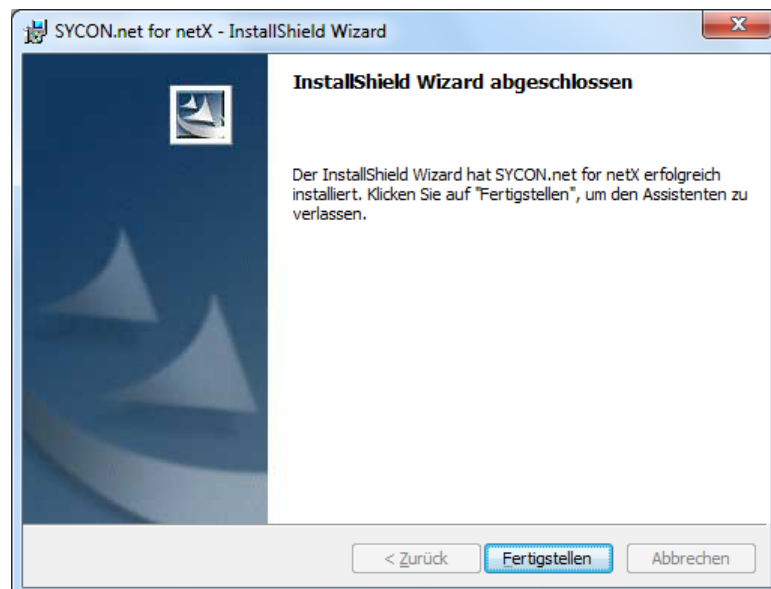 SYCON.net for netX - InstallShield Wizard
InstallShield Wizard abgeschlossen
Der InstallShield Wizard hat SYCON.net for netX erfolgreich
installiert. Klicken Sie auf "Fertigstellen", um den Assistenten zu
verlassen.
< Zurück Fertigstellen Abbrechen